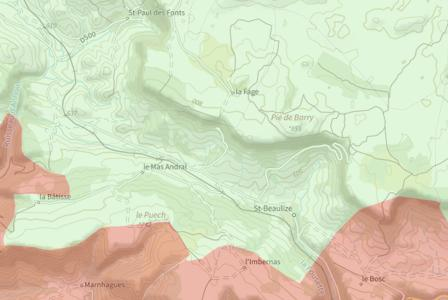 St-Paul des Fonts
D500
la Fage
Pié de Barry
le Mas Andral
la Bâtisse
St-Beaulize
le Puech
l'Imbernas
le Bosc
Marnhagues